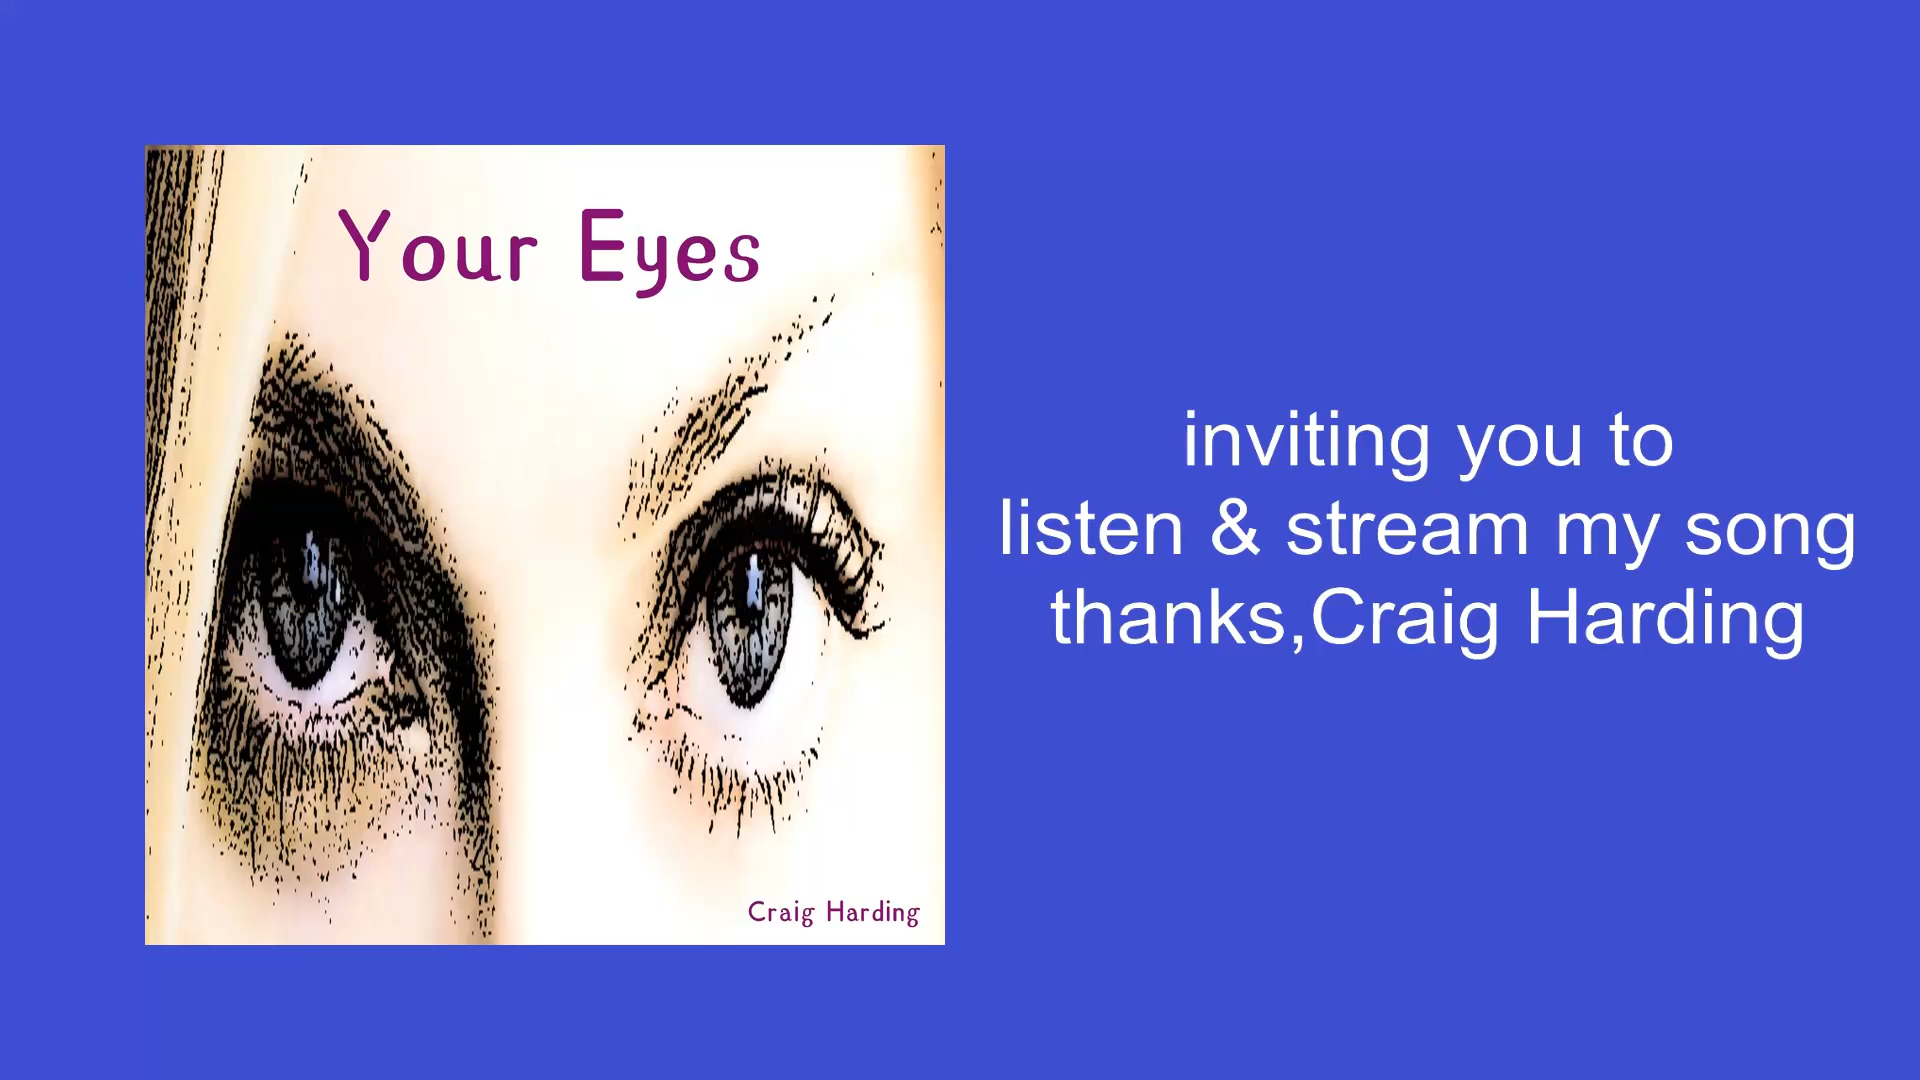 Your Eyes
Craig Harding
inviting you to
listen & stream my song
thanks,Craig Harding